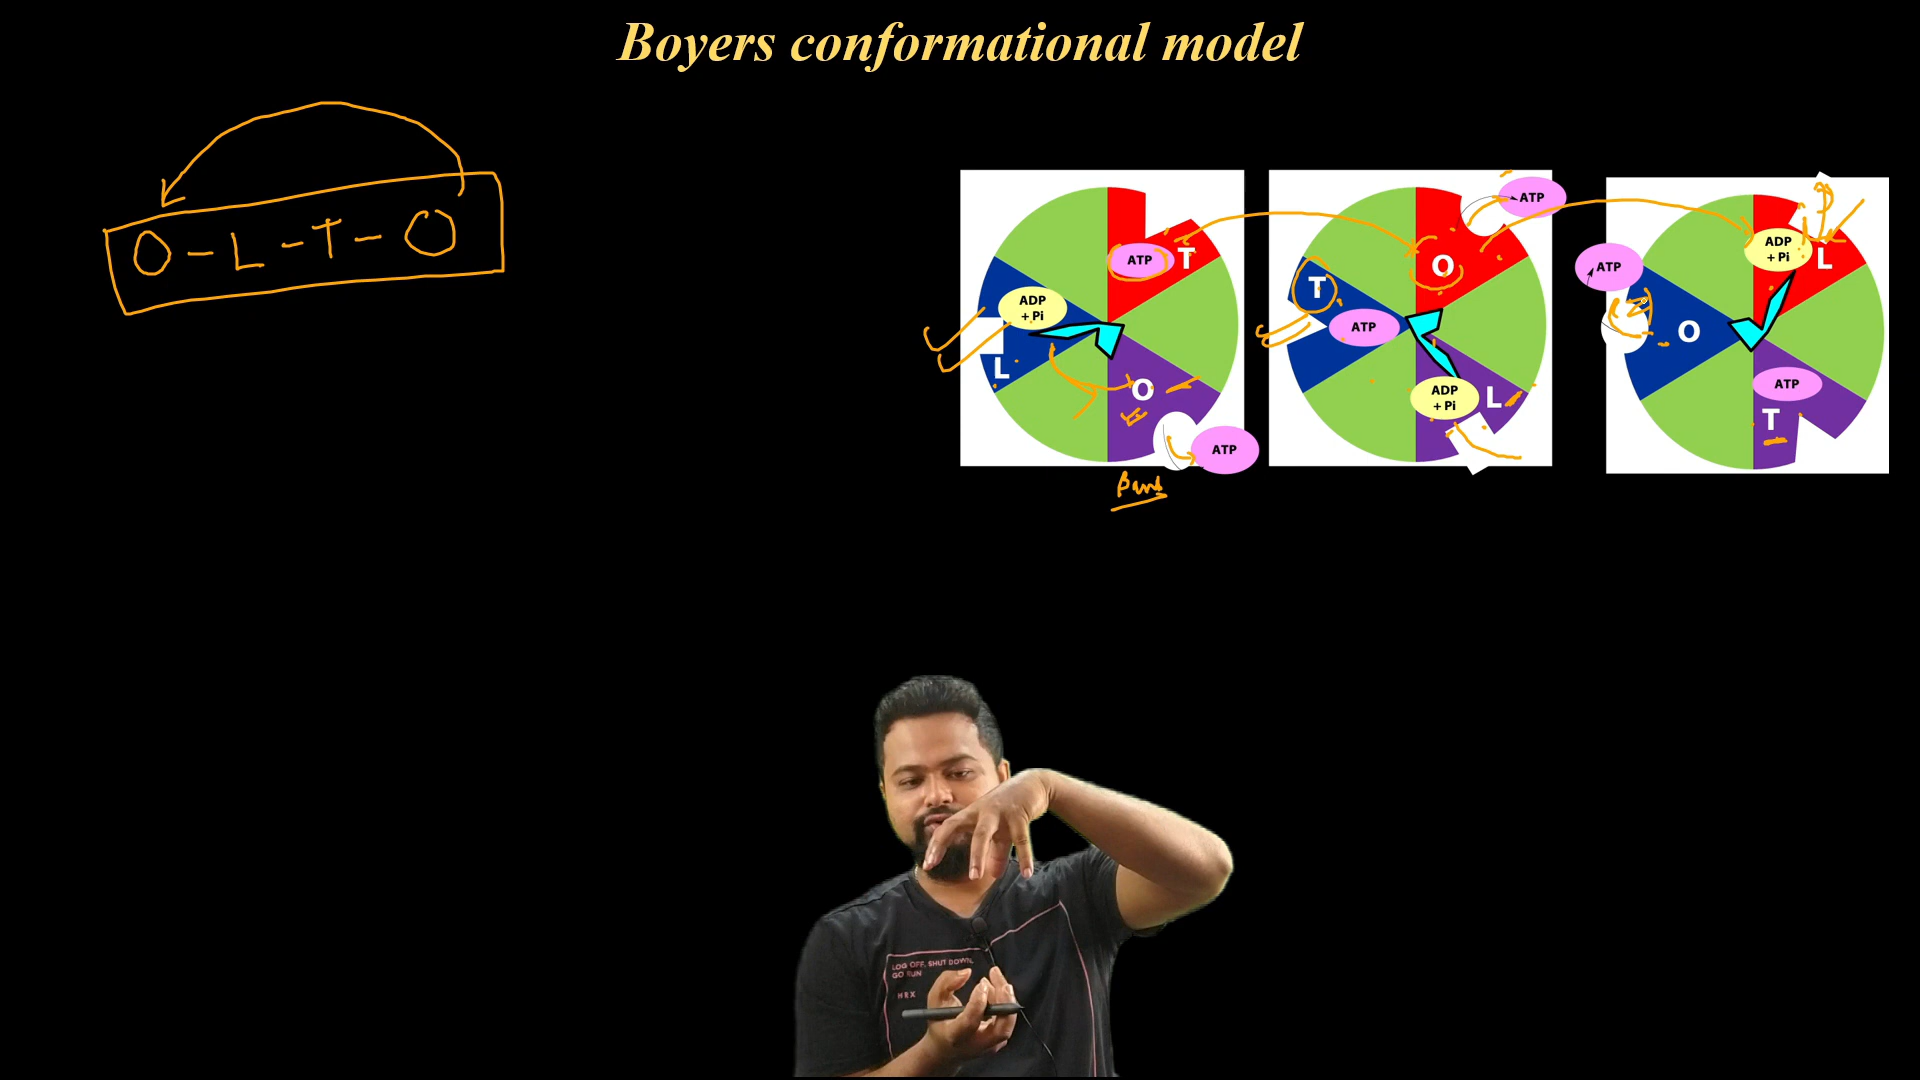 Boyers conformational model
O - L - T - O
ATP
T
ADP
+ Pi
L
O
ATP
ATP
O
T
ATP
ADP
+ Pi
L
ADP
+ Pi
L
ATP
O
ATP
T
LOG OFF, SHUT DOWN,
GO RUN
HRX